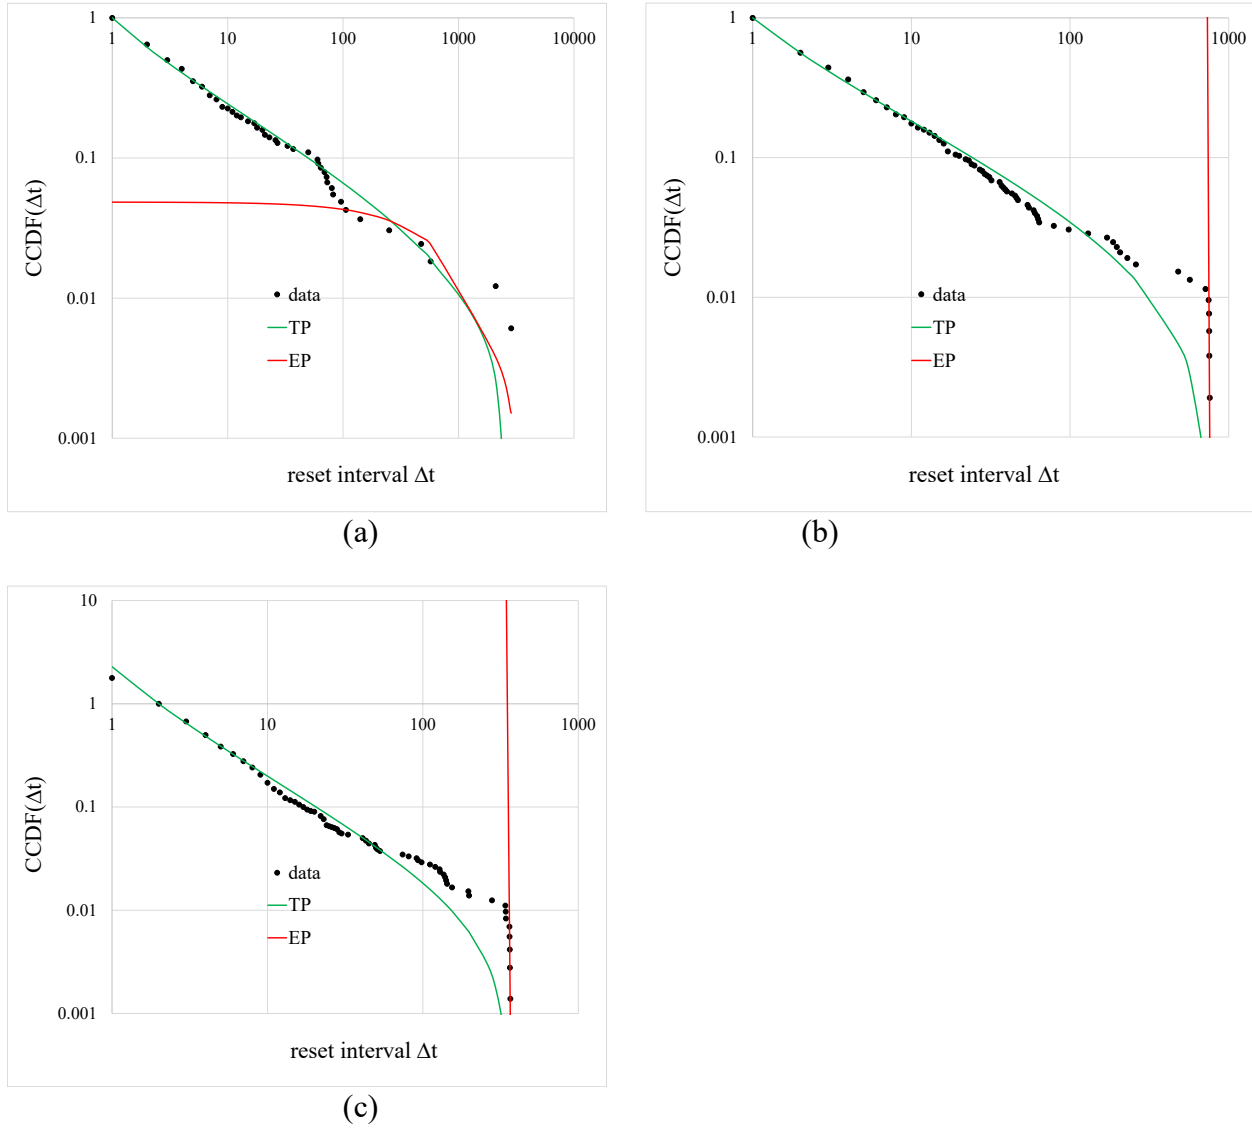 1
1 10 100 1000 10000
0.1
0.01
0.001
CCDF(Δt)
data
TP
EP
reset interval Δt
(a)
1
1 10 100 1000
0.1
0.01
0.001
CCDF(Δt)
data
TP
EP
reset interval Δt
(b)
10
1
1 10 100 1000
0.1
0.01
0.001
CCDF(Δt)
data
TP
EP
reset interval Δt
(c)